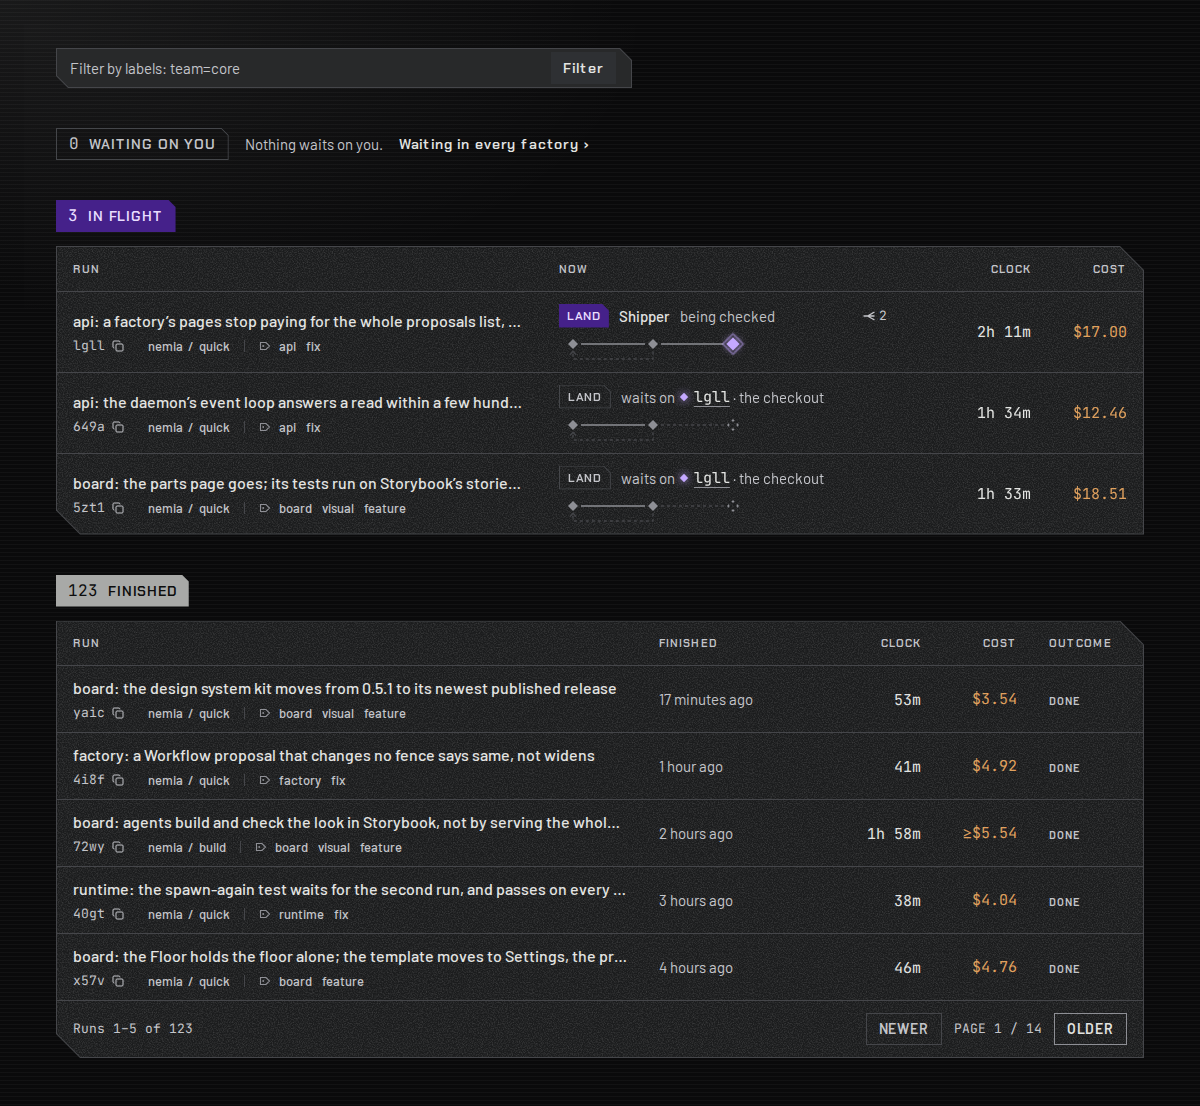 Filter by labels: team=core Filter
0 WAITING ON YOU Nothing waits on you. Waiting in every factory ›
3 IN FLIGHT
RUN NOW CLOCK COST
api: a factory’s pages stop paying for the whole proposals list, ... LAND Shipper being checked 2 2h 11m $17.00
lgll nemla / quick api fix
api: the daemon’s event loop answers a read within a few hund... LAND waits on lgll · the checkout 1h 34m $12.46
649a nemla / quick api fix
board: the parts page goes; its tests run on Storybook’s storie... LAND waits on lgll · the checkout 1h 33m $18.51
5zt1 nemla / quick board visual feature
123 FINISHED
RUN FINISHED CLOCK COST OUTCOME
board: the design system kit moves from 0.5.1 to its newest published release 17 minutes ago 53m $3.54 DONE
yaic nemla / quick board visual feature
factory: a Workflow proposal that changes no fence says same, not widens 1 hour ago 41m $4.92 DONE
4i8f nemla / quick factory fix
board: agents build and check the look in Storybook, not by serving the whol... 2 hours ago 1h 58m ≥$5.54 DONE
72wy nemla / build board visual feature
runtime: the spawn-again test waits for the second run, and passes on every ... 3 hours ago 38m $4.04 DONE
40gt nemla / quick runtime fix
board: the Floor holds the floor alone; the template moves to Settings, the pr... 4 hours ago 46m $4.76 DONE
x57v nemla / quick board feature
Runs 1–5 of 123 NEWER PAGE 1 / 14 OLDER